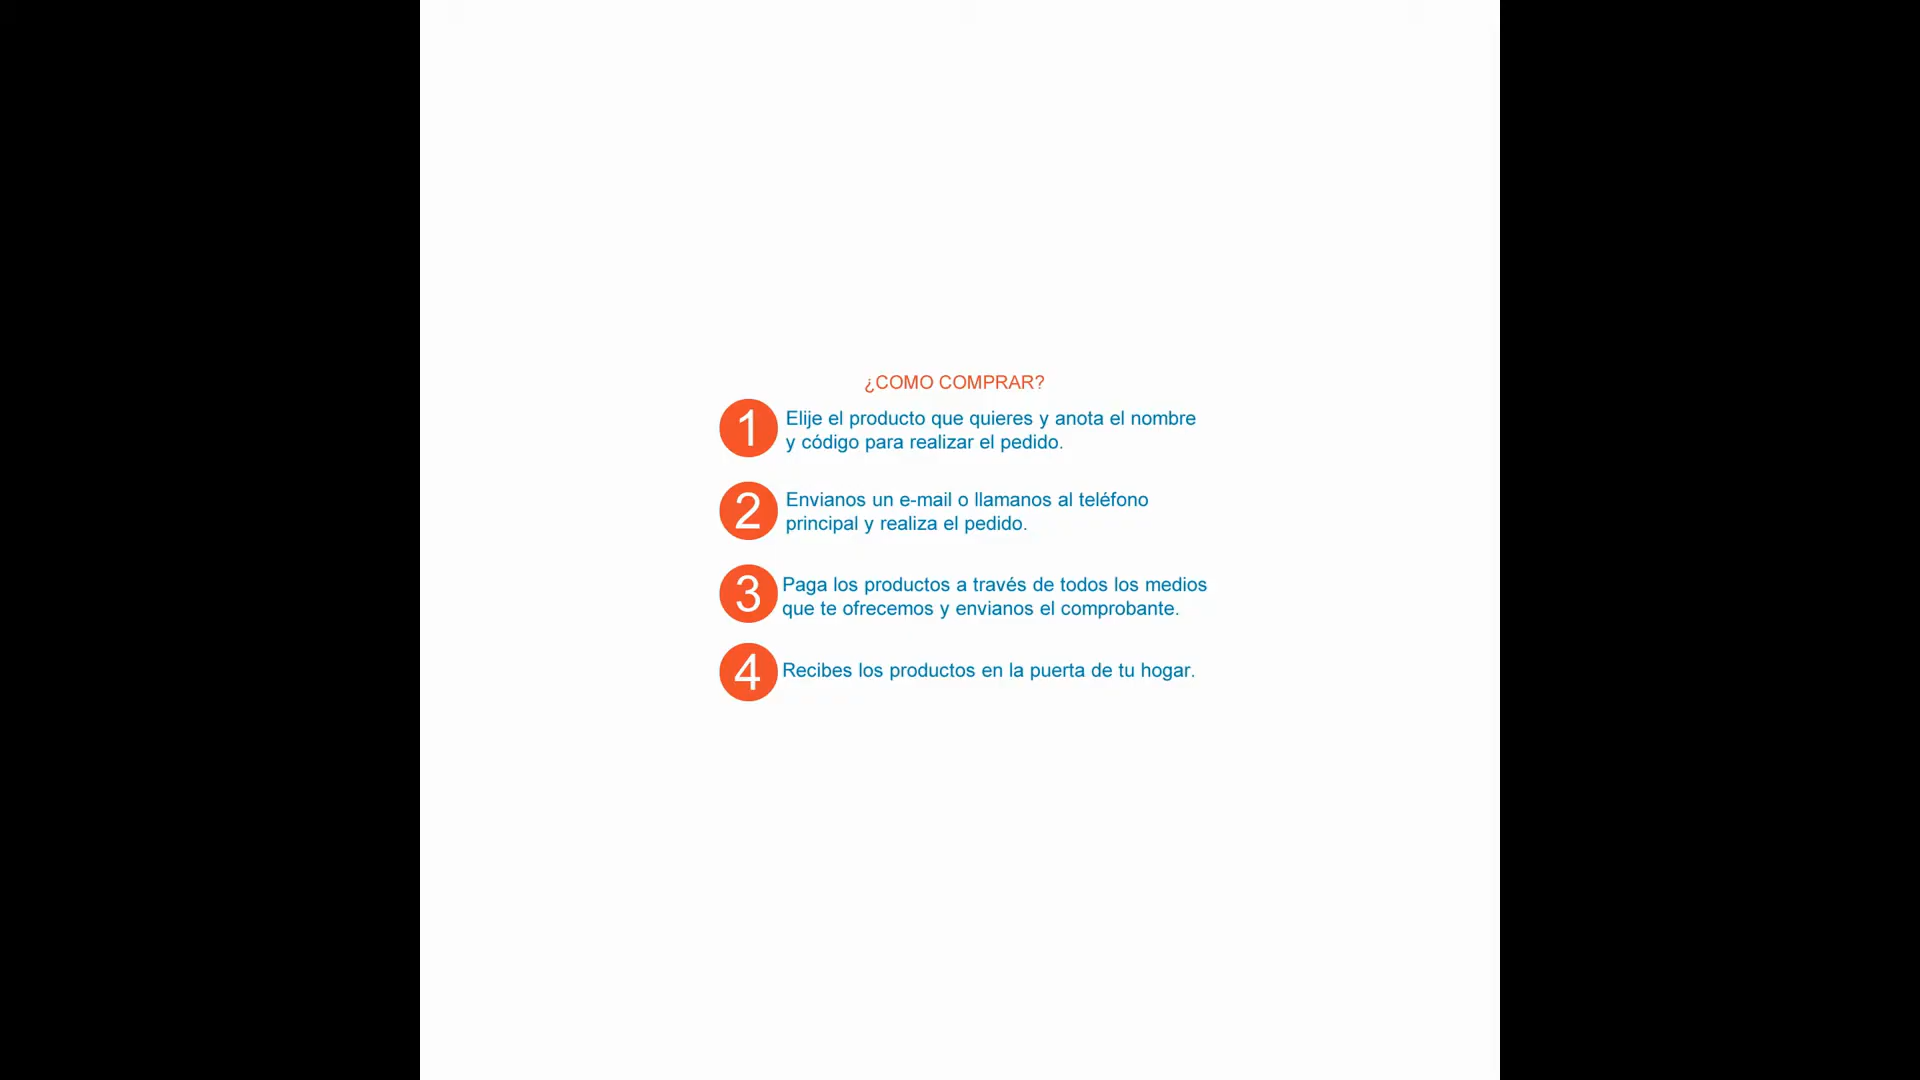 ¿COMO COMPRAR?
1
Elije el producto que quieres y anota el nombre
y código para realizar el pedido.
2
Envianos un e-mail o llamanos al teléfono
principal y realiza el pedido.
3
Paga los productos a través de todos los medios
que te ofrecemos y envianos el comprobante.
4
Recibes los productos en la puerta de tu hogar.